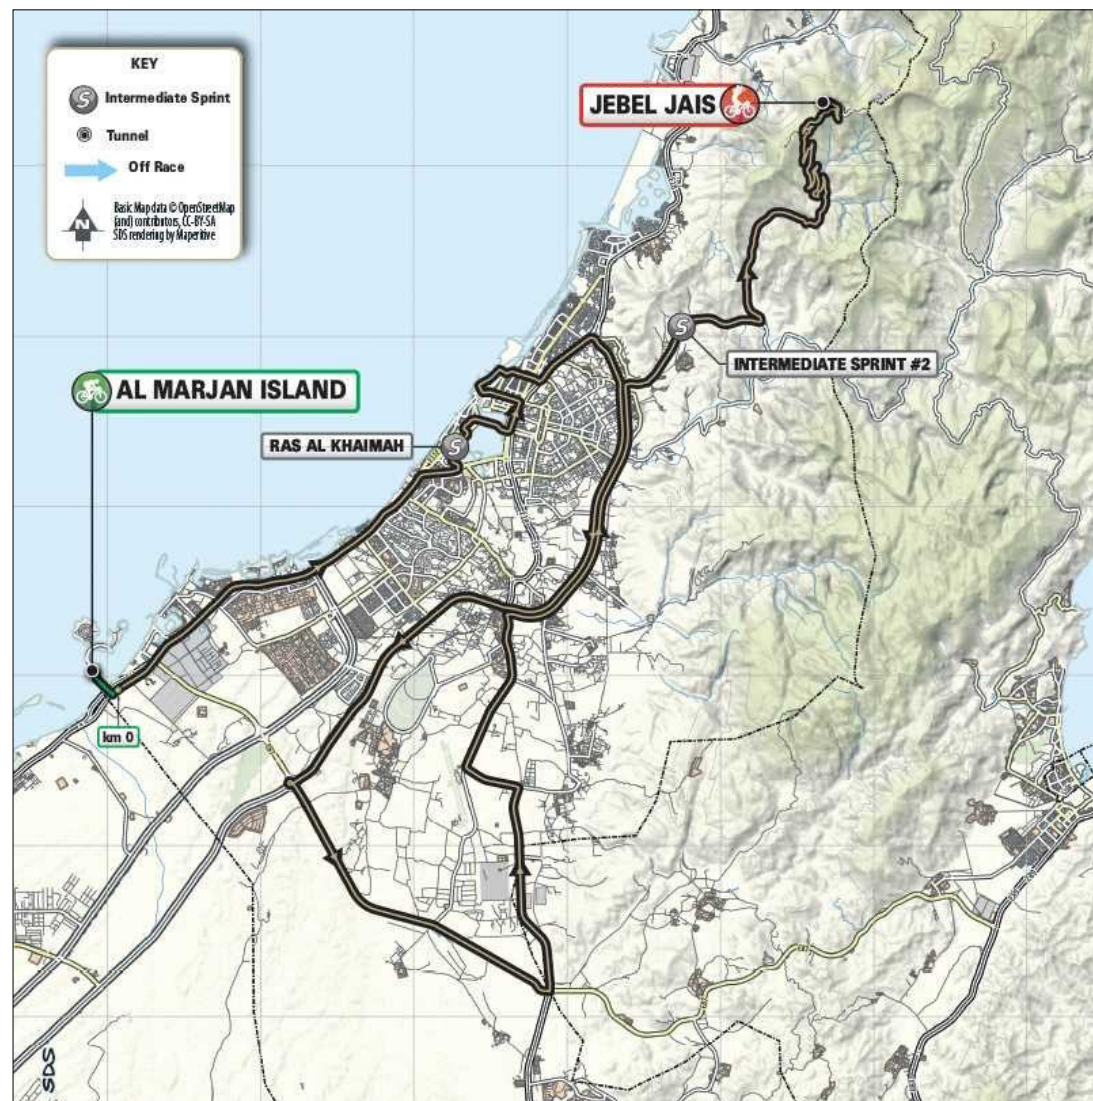 KEY
Intermediate Sprint
Tunnel
Off Race
N
Basic Map data © OpenStreetMap
(and) contributors, CC-BY-SA
SDS rendering by Maperitive
JEBEL JAIS
S
INTERMEDIATE SPRINT #2
AL MARJAN ISLAND
RAS AL KHAIMAH
S
km 0
SDS